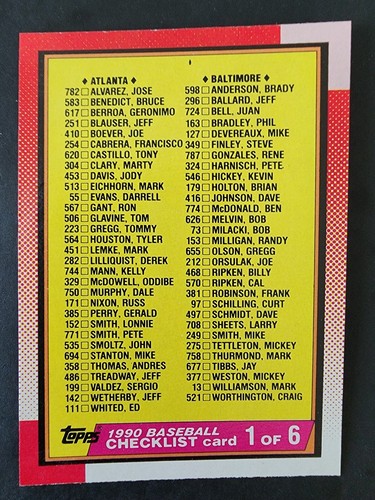 ◆ ATLANTA ◆
782 □ ALVAREZ, JOSE
583 □ BENEDICT, BRUCE
617 □ BERROA, GERONIMO
251 □ BLAUSER, JEFF
410 □ BOEVER, JOE
254 □ CABRERA, FRANCISCO
620 □ CASTILLO, TONY
304 □ CLARY, MARTY
453 □ DAVIS, JODY
513 □ EICHHORN, MARK
55 □ EVANS, DARRELL
567 □ GANT, RON
506 □ GLAVINE, TOM
223 □ GREGG, TOMMY
564 □ HOUSTON, TYLER
451 □ LEMKE, MARK
282 □ LILLIQUIST, DEREK
744 □ MANN, KELLY
329 □ McDOWELL, ODDIBE
750 □ MURPHY, DALE
171 □ NIXON, RUSS
385 □ PERRY, GERALD
152 □ SMITH, LONNIE
771 □ SMITH, PETE
535 □ SMOLTZ, JOHN
694 □ STANTON, MIKE
358 □ THOMAS, ANDRES
486 □ TREADWAY, JEFF
199 □ VALDEZ, SERGIO
142 □ WETHERBY, JEFF
111 □ WHITED, ED
◆ BALTIMORE ◆
598 □ ANDERSON, BRADY
296 □ BALLARD, JEFF
724 □ BELL, JUAN
163 □ BRADLEY, PHIL
127 □ DEVEREAUX, MIKE
349 □ FINLEY, STEVE
787 □ GONZALES, RENE
324 □ HARNISCH, PETE
546 □ HICKEY, KEVIN
179 □ HOLTON, BRIAN
416 □ JOHNSON, DAVE
774 □ McDONALD, BEN
626 □ MELVIN, BOB
73 □ MILACKI, BOB
153 □ MILLIGAN, RANDY
655 □ OLSON, GREGG
212 □ ORSULAK, JOE
468 □ RIPKEN, BILLY
570 □ RIPKEN, CAL
381 □ ROBINSON, FRANK
97 □ SCHILLING, CURT
497 □ SCHMIDT, DAVE
708 □ SHEETS, LARRY
249 □ SMITH, MIKE
275 □ TETTLETON, MICKEY
758 □ THURMOND, MARK
677 □ TIBBS, JAY
377 □ WESTON, MICKEY
13 □ WILLIAMSON, MARK
521 □ WORTHINGTON, CRAIG
Topps 1990 BASEBALL
CHECKLIST card 1 OF 6